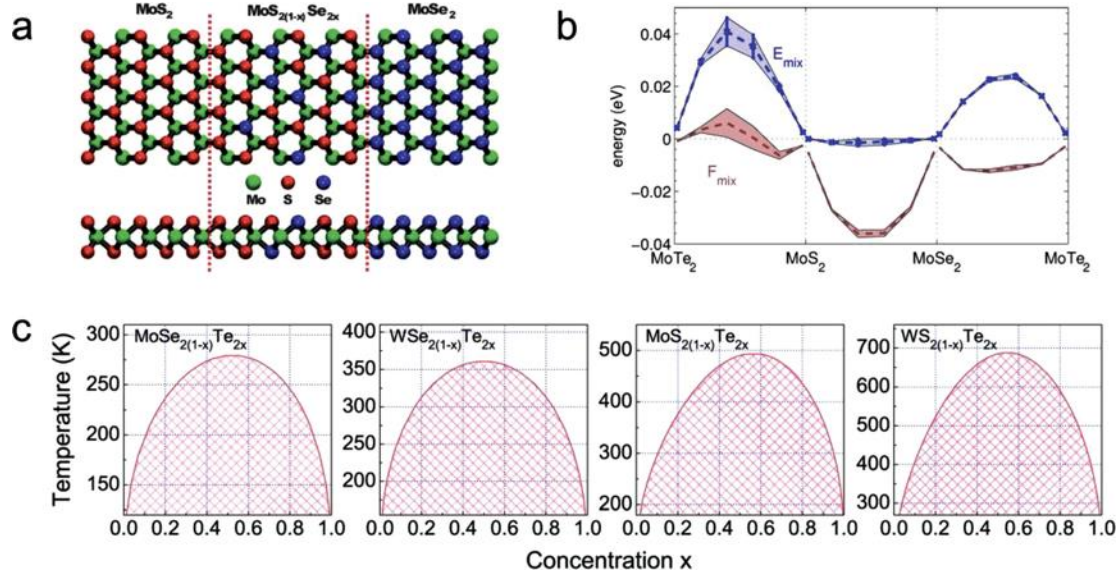 a
MoS₂ MoS₂₍₁₋ₓ₎Se₂ₓ MoSe₂
Mo S Se
b
energy (eV)
0.04
0.02
0
−0.02
−0.04
E_mix
F_mix
MoTe₂ MoS₂ MoSe₂ MoTe₂
c
Temperature (K)
MoSe₂₍₁₋ₓ₎Te₂ₓ
300
250
200
150
0.0 0.2 0.4 0.6 0.8 1.0
WSe₂₍₁₋ₓ₎Te₂ₓ
400
350
300
250
200
0.0 0.2 0.4 0.6 0.8 1.0
MoS₂₍₁₋ₓ₎Te₂ₓ
500
400
300
200
0.0 0.2 0.4 0.6 0.8 1.0
WS₂₍₁₋ₓ₎Te₂ₓ
700
600
500
400
300
0.0 0.2 0.4 0.6 0.8 1.0
Concentration x